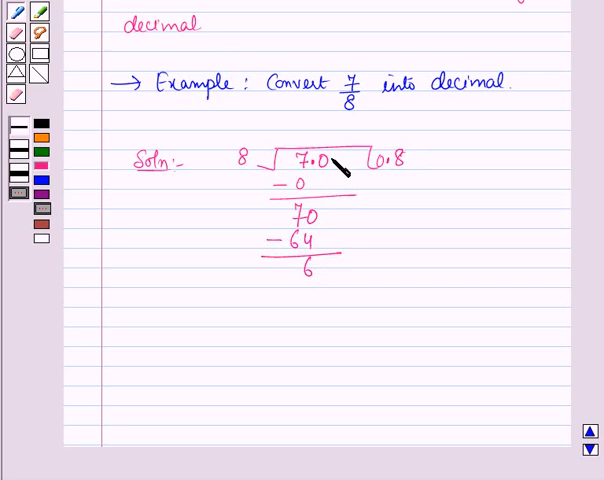 decimal
→ Example : Convert 7/8 into decimal.
Soln:- 8 7.0 0.8
- 0
70
- 64
6